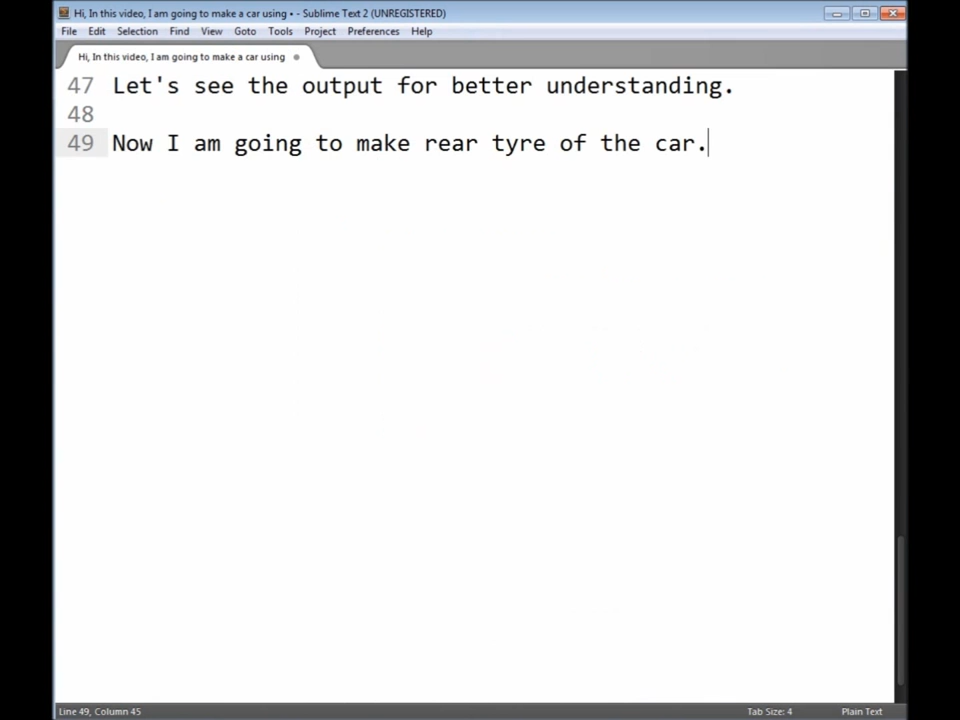 Hi, In this video, I am going to make a car using • - Sublime Text 2 (UNREGISTERED)
File Edit Selection Find View Goto Tools Project Preferences Help
Hi, In this video, I am going to make a car using
47 Let's see the output for better understanding.
48
49 Now I am going to make rear tyre of the car.
Line 49, Column 45 Tab Size: 4 Plain Text